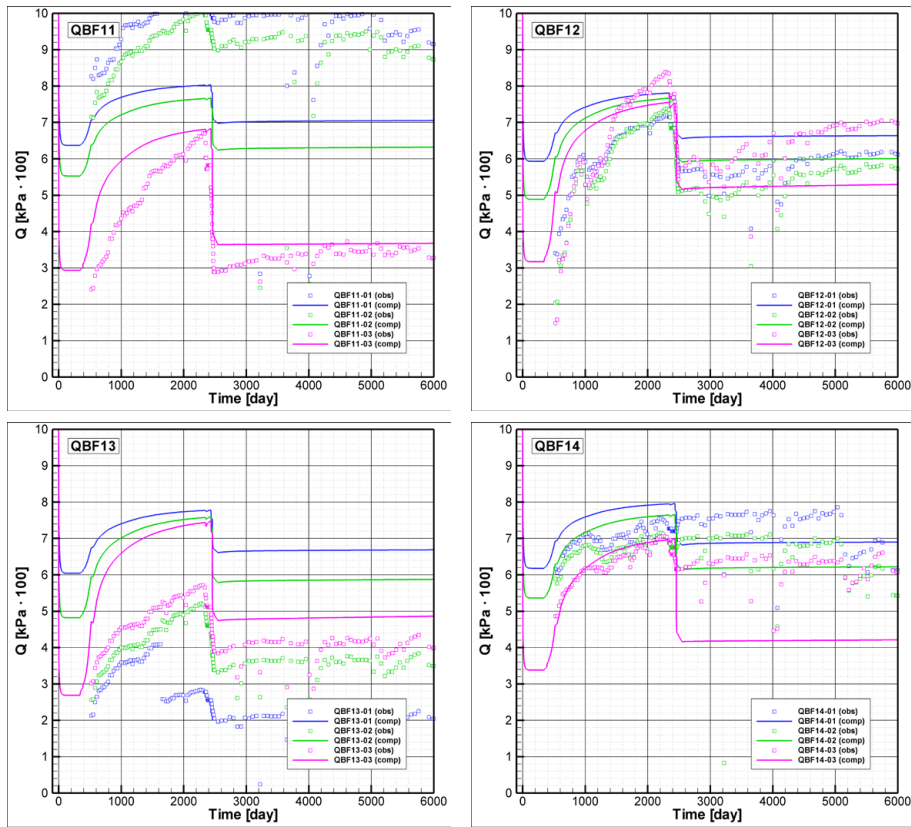 QBF11
Q [kPa · 100]
10
9
8
7
6
5
4
3
2
1
0
QBF11-01 (obs)
QBF11-01 (comp)
QBF11-02 (obs)
QBF11-02 (comp)
QBF11-03 (obs)
QBF11-03 (comp)
0 1000 2000 3000 4000 5000 6000
Time [day]
QBF12
Q [kPa · 100]
10
9
8
7
6
5
4
3
2
1
0
QBF12-01 (obs)
QBF12-01 (comp)
QBF12-02 (obs)
QBF12-02 (comp)
QBF12-03 (obs)
QBF12-03 (comp)
0 1000 2000 3000 4000 5000 6000
Time [day]
QBF13
Q [kPa · 100]
10
9
8
7
6
5
4
3
2
1
0
QBF13-01 (obs)
QBF13-01 (comp)
QBF13-02 (obs)
QBF13-02 (comp)
QBF13-03 (obs)
QBF13-03 (comp)
0 1000 2000 3000 4000 5000 6000
Time [day]
QBF14
Q [kPa · 100]
10
9
8
7
6
5
4
3
2
1
0
QBF14-01 (obs)
QBF14-01 (comp)
QBF14-02 (obs)
QBF14-02 (comp)
QBF14-03 (obs)
QBF14-03 (comp)
0 1000 2000 3000 4000 5000 6000
Time [day]